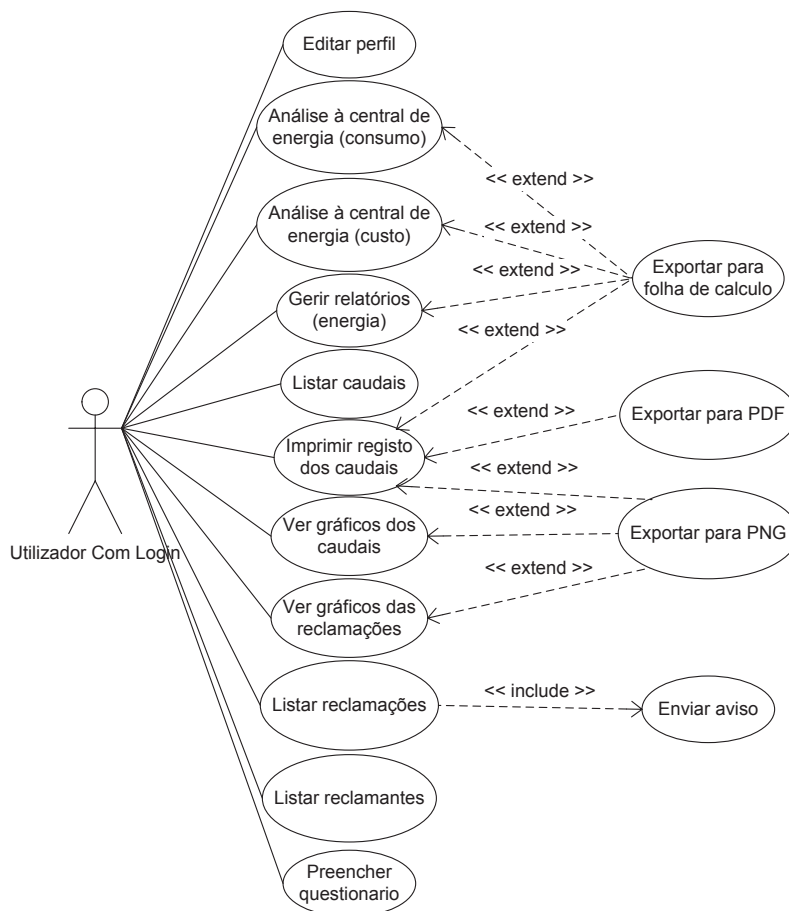 Editar perfil
Análise à central de
energia (consumo)
<< extend >>
Análise à central de
energia (custo)
<< extend >>
<< extend >>
Exportar para
folha de calculo
Gerir relatórios
(energia)
<< extend >>
Listar caudais
<< extend >>
Exportar para PDF
Imprimir registo
dos caudais
<< extend >>
<< extend >>
Ver gráficos dos
caudais
Exportar para PNG
Utilizador Com Login
<< extend >>
Ver gráficos das
reclamações
<< include >>
Listar reclamações
Enviar aviso
Listar reclamantes
Preencher
questionario